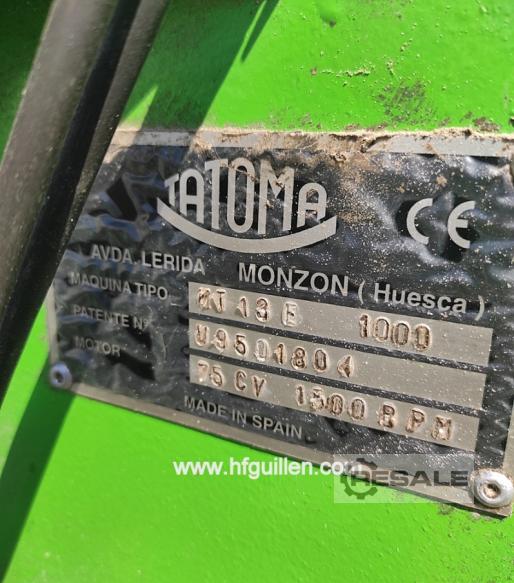 TATOMA
CE
AVDA. LERIDA MONZON (Huesca)
MAQUINA TIPO MT 13 E 1000
PATENTE Nº U9501804
MOTOR 75 CV 1500 RPM
MADE IN SPAIN
www.hfguillen.com
RESALE